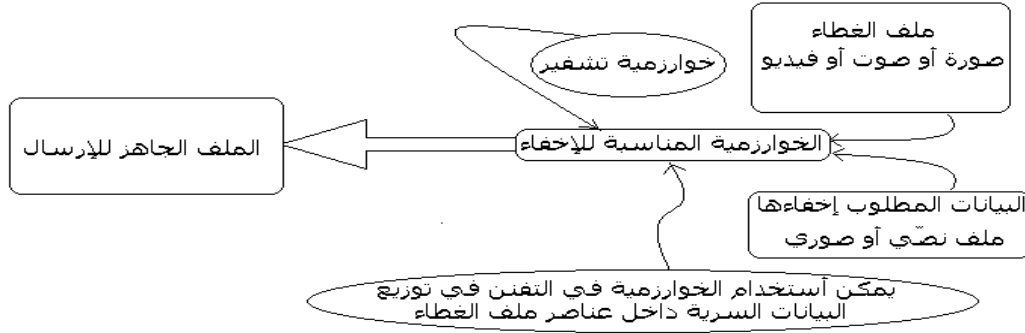 ملف الغطاء
صورة أو صوت أو فيديو
خوارزمية تشفير
الخوارزمية المناسبة للإخفاء
الملف الجاهز للإرسال
البيانات المطلوب إخفاءها
ملف نصّي أو صوري
يمكن أستخدام الخوارزمية في التفنن في توزيع
البيانات السرية داخل عناصر ملف الغطاء